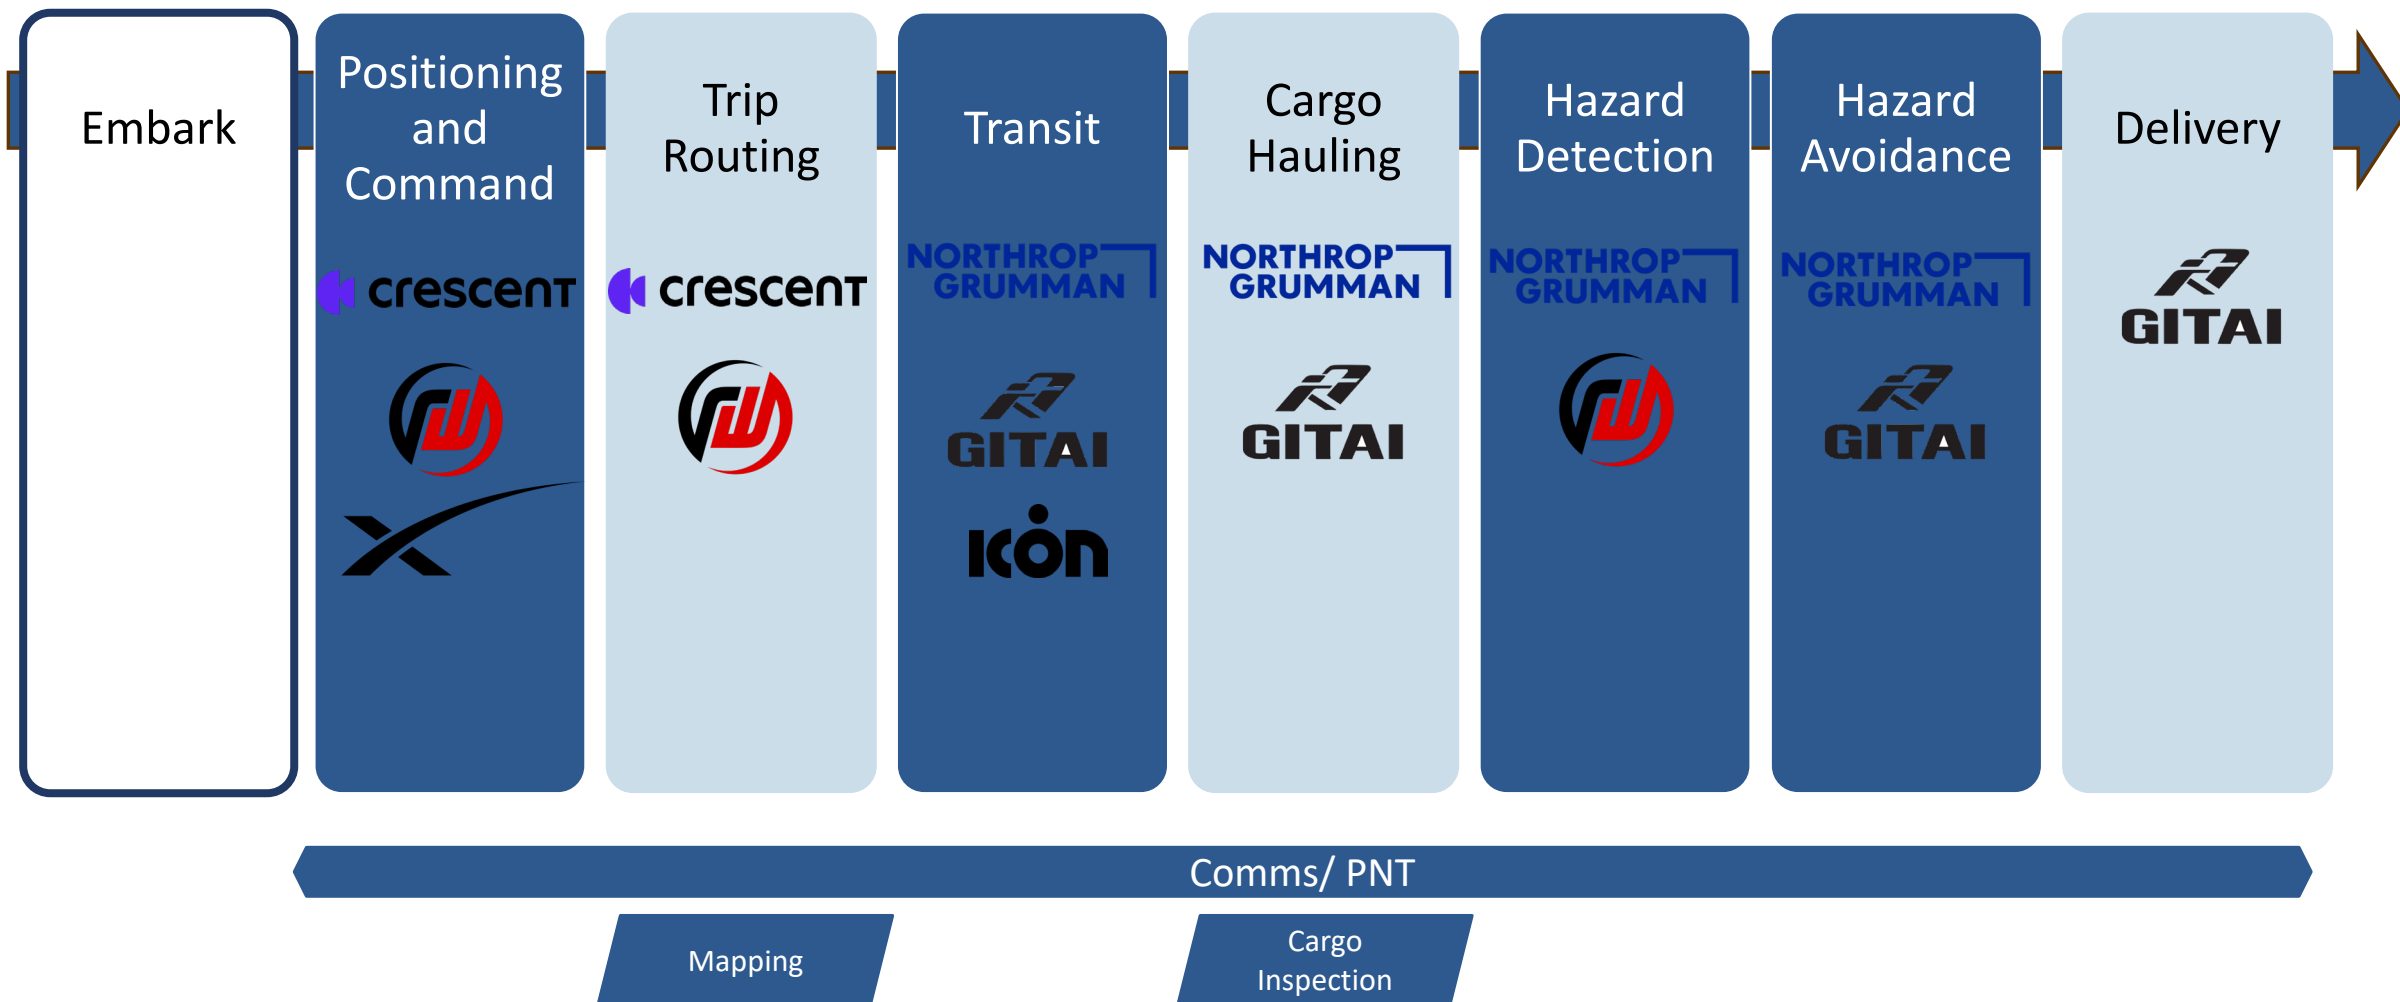 Embark
Positioning
and
Command
crescent
Trip
Routing
crescent
Transit
NORTHROP
GRUMMAN
GITAI
ICON
Cargo
Hauling
NORTHROP
GRUMMAN
GITAI
Hazard
Detection
NORTHROP
GRUMMAN
Hazard
Avoidance
NORTHROP
GRUMMAN
GITAI
Delivery
GITAI
Comms/ PNT
Mapping
Cargo
Inspection